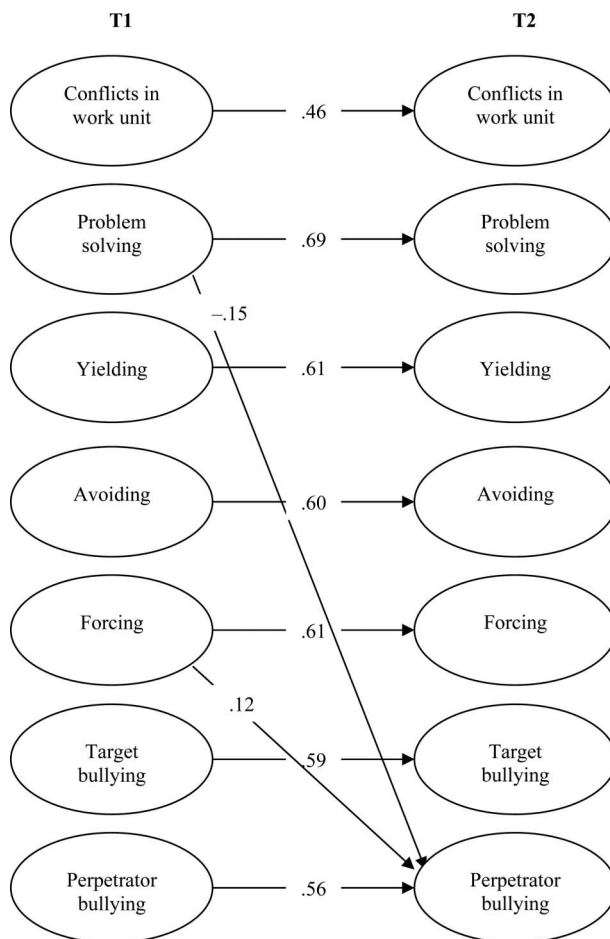 T1 T2
Conflicts in
work unit
.46
Conflicts in
work unit
Problem
solving
.69
Problem
solving
–.15
Yielding
.61
Yielding
Avoiding
.60
Avoiding
Forcing
.61
Forcing
.12
Target
bullying
.59
Target
bullying
Perpetrator
bullying
.56
Perpetrator
bullying